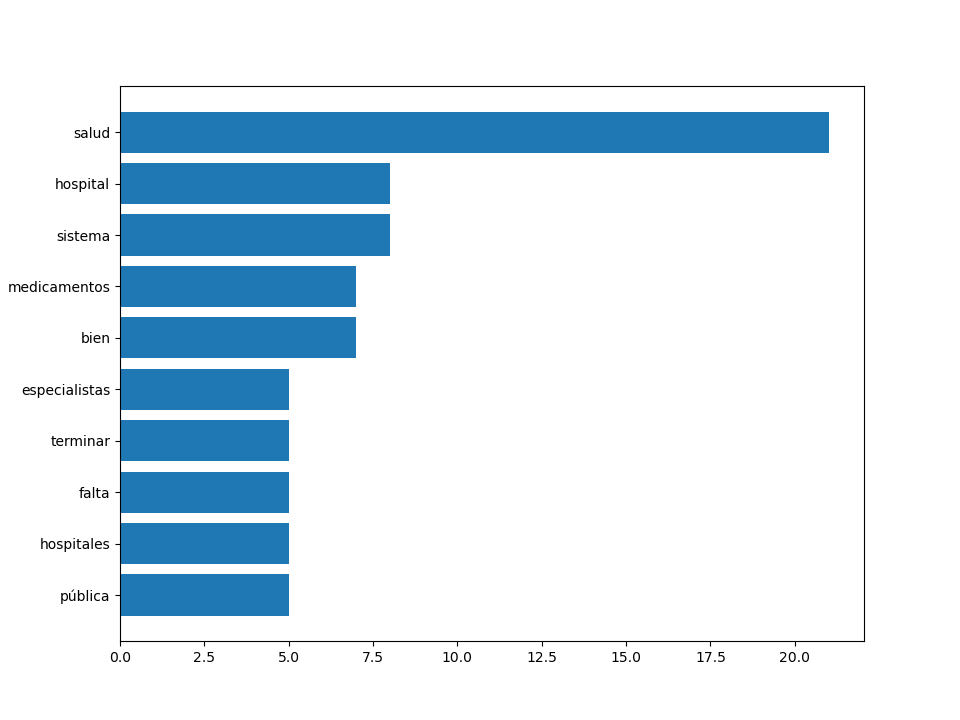 salud
hospital
sistema
medicamentos
bien
especialistas
terminar
falta
hospitales
pública
0.0 2.5 5.0 7.5 10.0 12.5 15.0 17.5 20.0